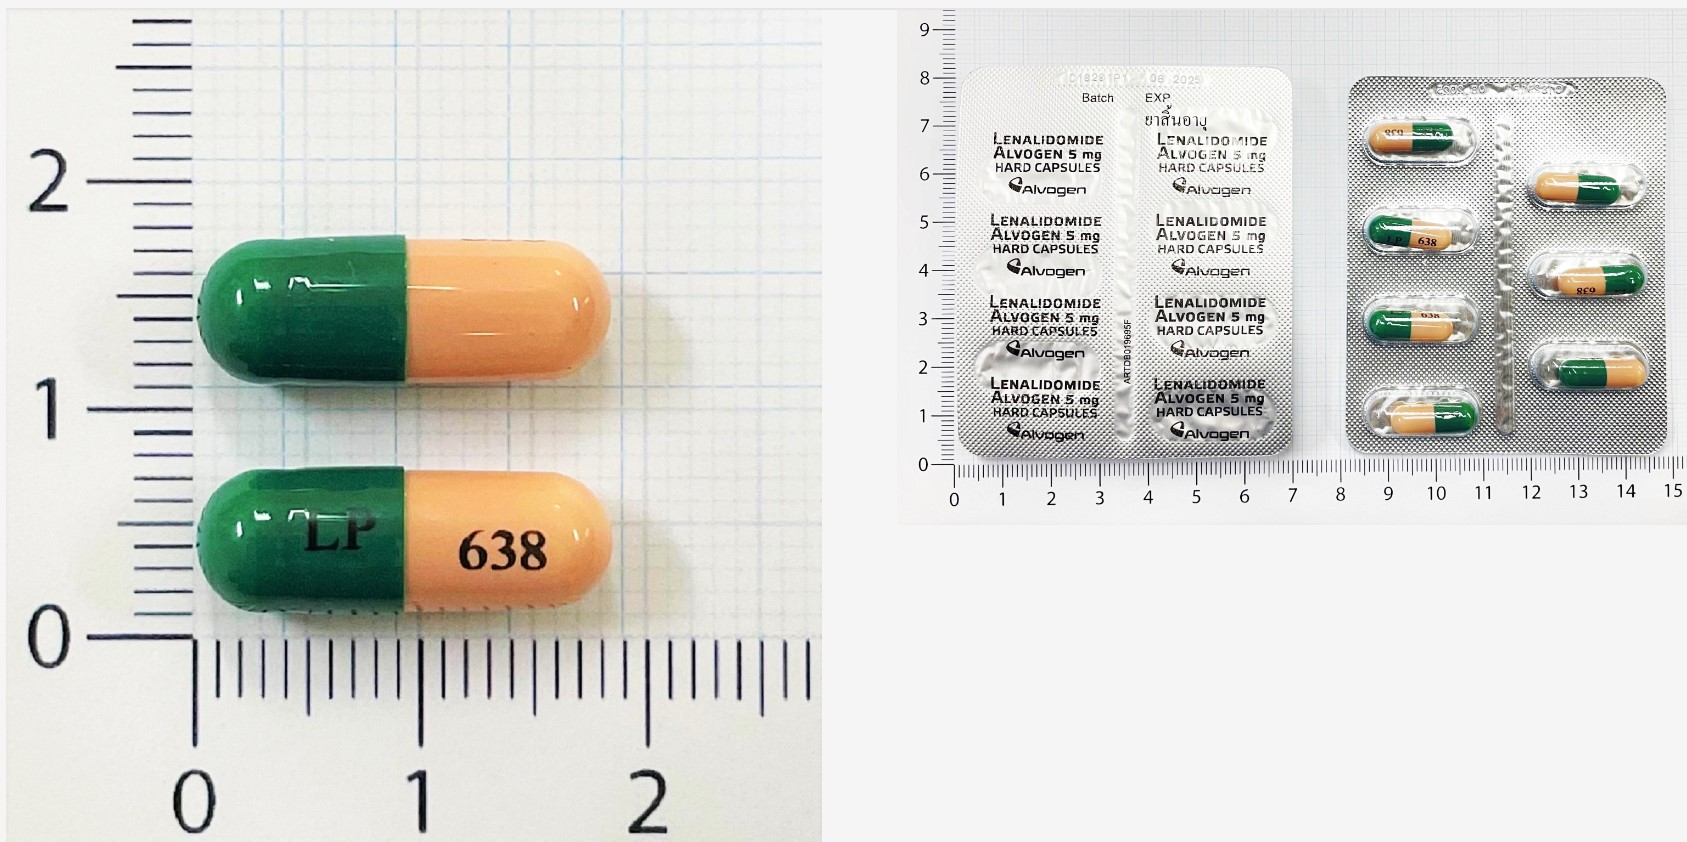 2
1
0
0 1 2
LP 638
9
8
7
6
5
4
3
2
1
0
C18281P1 06 2025
Batch EXP
ยาสิ้นอายุ
LENALIDOMIDE
ALVOGEN 5 mg
HARD CAPSULES
Alvogen
LENALIDOMIDE
ALVOGEN 5 mg
HARD CAPSULES
Alvogen
LENALIDOMIDE
ALVOGEN 5 mg
HARD CAPSULES
Alvogen
LENALIDOMIDE
ALVOGEN 5 mg
HARD CAPSULES
Alvogen
LENALIDOMIDE
ALVOGEN 5 mg
HARD CAPSULES
Alvogen
LENALIDOMIDE
ALVOGEN 5 mg
HARD CAPSULES
Alvogen
LENALIDOMIDE
ALVOGEN 5 mg
HARD CAPSULES
Alvogen
LENALIDOMIDE
ALVOGEN 5 mg
HARD CAPSULES
Alvogen
638
LP 638
638
638
0 1 2 3 4 5 6 7 8 9 10 11 12 13 14 15